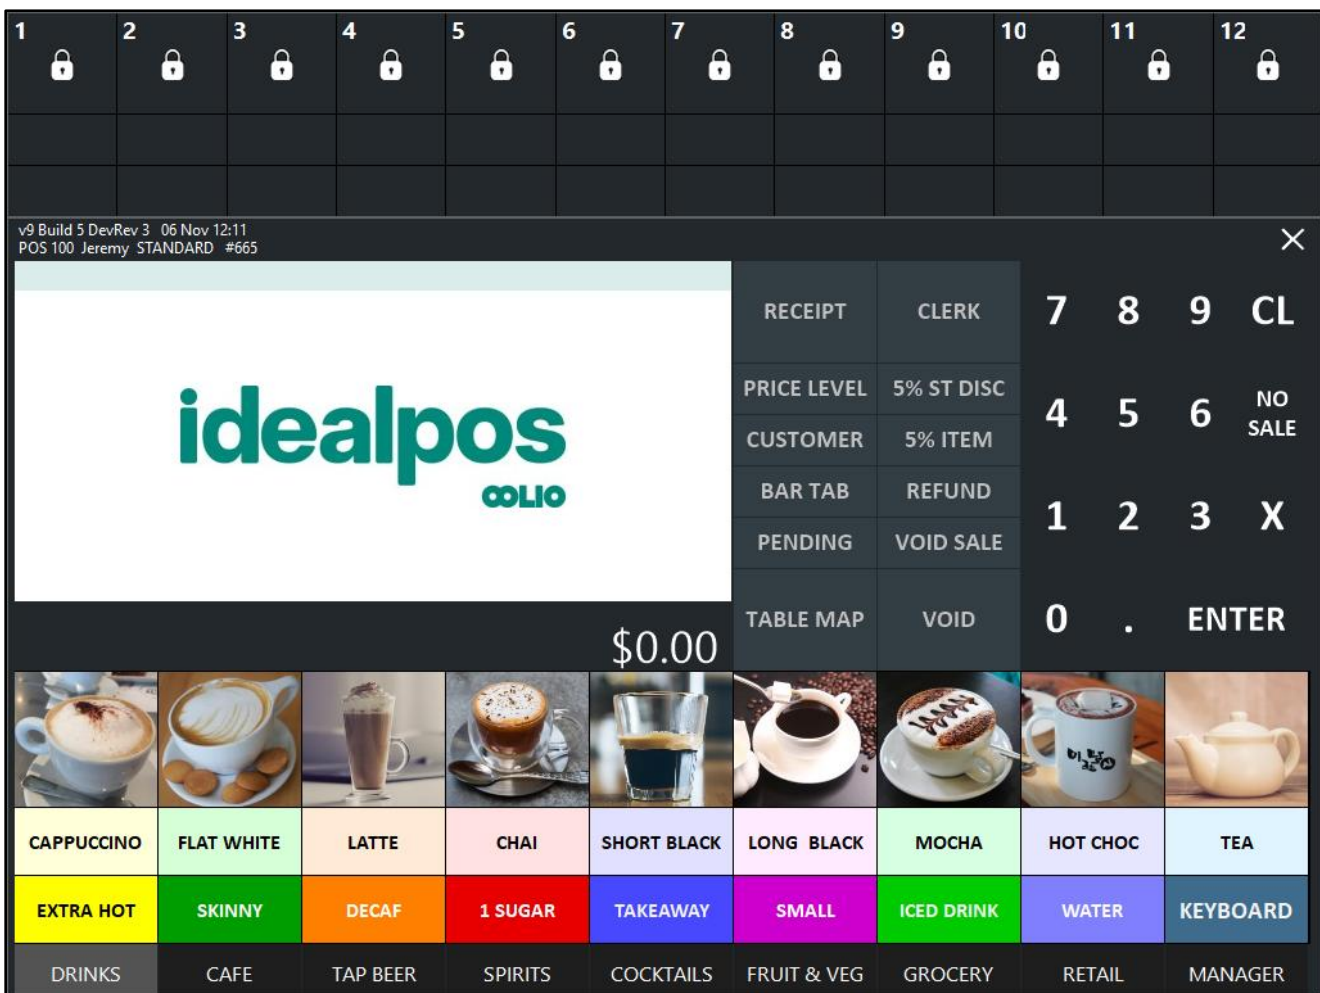 1 2 3 4 5 6 7 8 9 10 11 12
v9 Build 5 DevRev 3 06 Nov 12:11
POS 100 Jeremy STANDARD #665
idealpos
OOLIO
$0.00
RECEIPT CLERK
PRICE LEVEL 5% ST DISC
CUSTOMER 5% ITEM
BAR TAB REFUND
PENDING VOID SALE
TABLE MAP VOID
7 8 9 CL
4 5 6 NO SALE
1 2 3 X
0 . ENTER
CAPPUCCINO FLAT WHITE LATTE CHAI SHORT BLACK LONG BLACK MOCHA HOT CHOC TEA
EXTRA HOT SKINNY DECAF 1 SUGAR TAKEAWAY SMALL ICED DRINK WATER KEYBOARD
DRINKS CAFE TAP BEER SPIRITS COCKTAILS FRUIT & VEG GROCERY RETAIL MANAGER